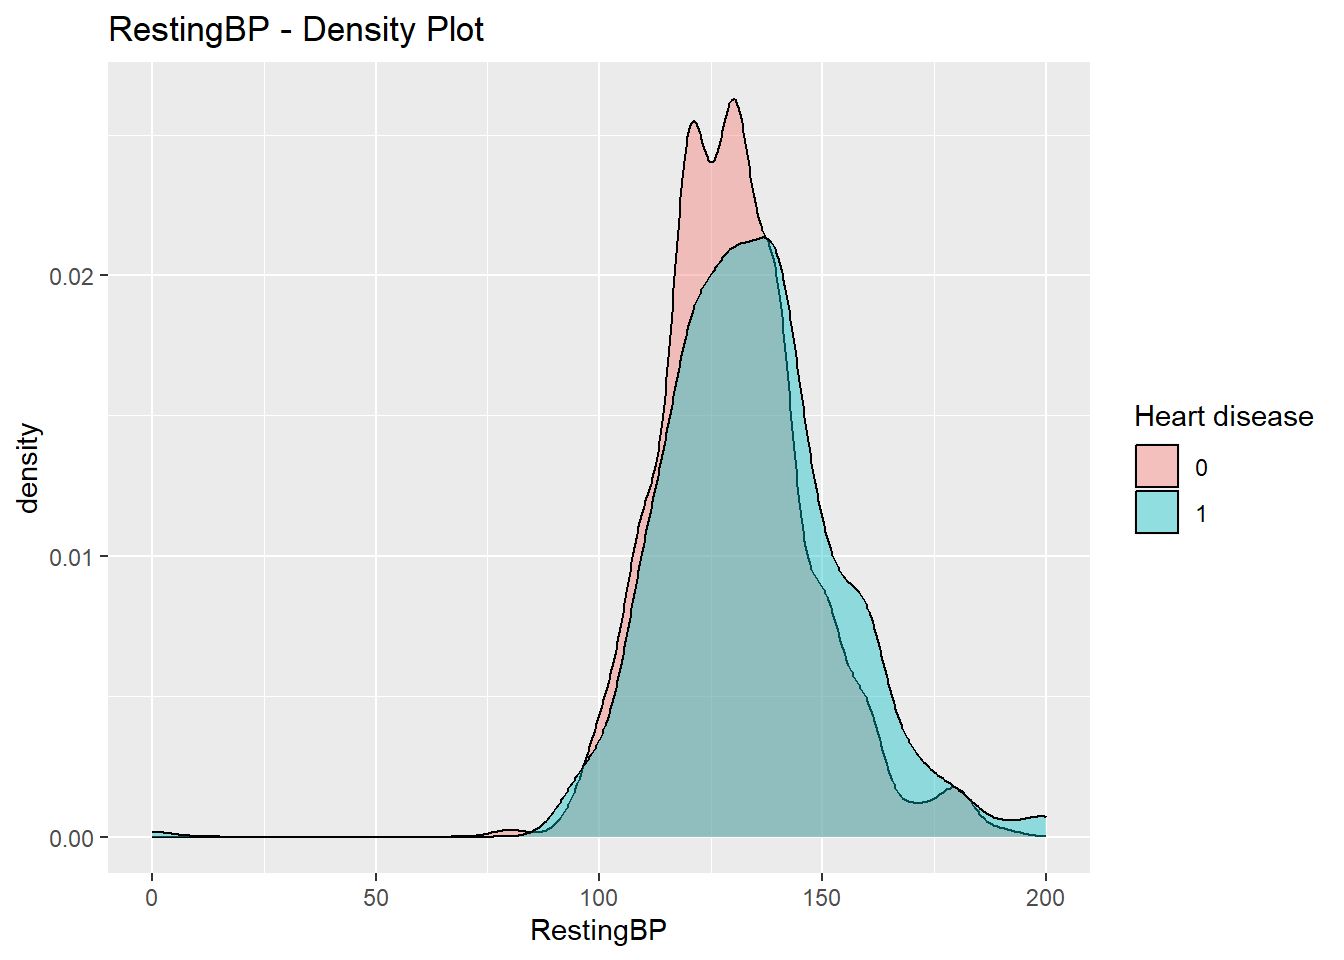 RestingBP - Density Plot
density
0.02
0.01
0.00
0 50 100 150 200
RestingBP
Heart disease
0
1